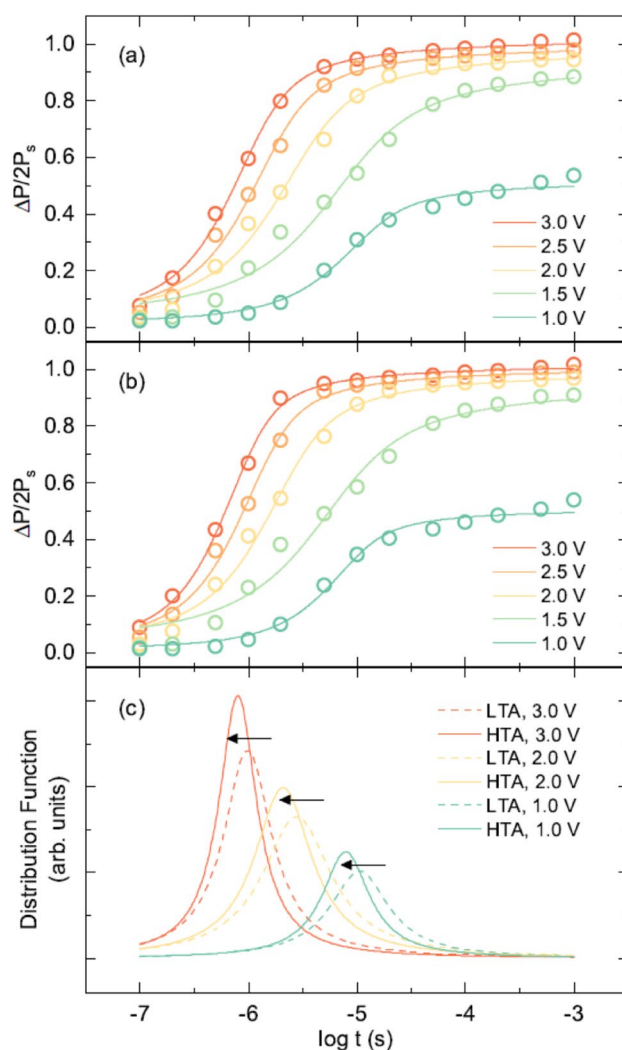 (a)
1.0
0.8
0.6
0.4
0.2
0.0
ΔP/2Pₛ
3.0 V
2.5 V
2.0 V
1.5 V
1.0 V
(b)
1.0
0.8
0.6
0.4
0.2
0.0
ΔP/2Pₛ
3.0 V
2.5 V
2.0 V
1.5 V
1.0 V
(c)
Distribution Function
(arb. units)
LTA, 3.0 V
HTA, 3.0 V
LTA, 2.0 V
HTA, 2.0 V
LTA, 1.0 V
HTA, 1.0 V
-7 -6 -5 -4 -3
log t (s)